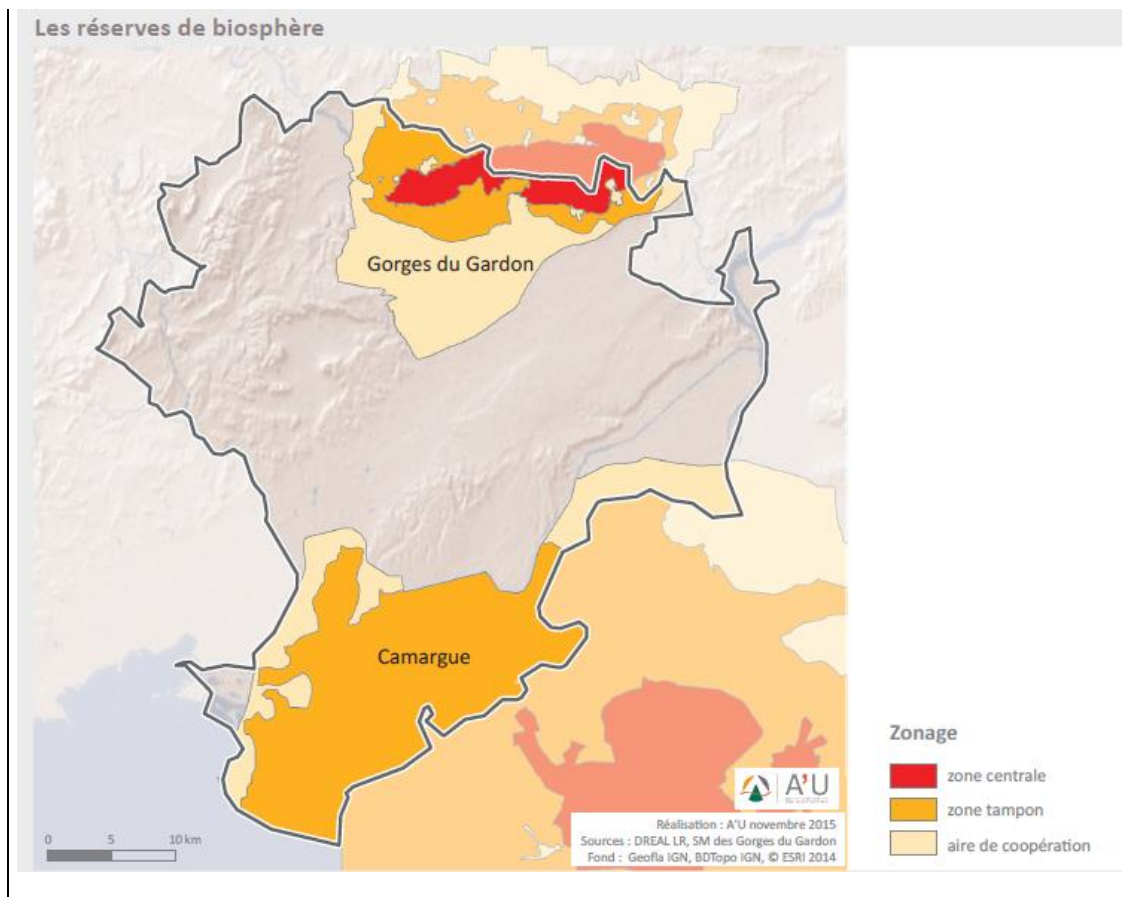 Les réserves de biosphère
Gorges du Gardon
Camargue
Zonage
zone centrale
zone tampon
aire de coopération
A'U
Réalisation : A'U novembre 2015
Sources : DREAL LR, SM des Gorges du Gardon
Fond : Geofla IGN, BDTopo IGN, © ESRI 2014
0 5 10 km